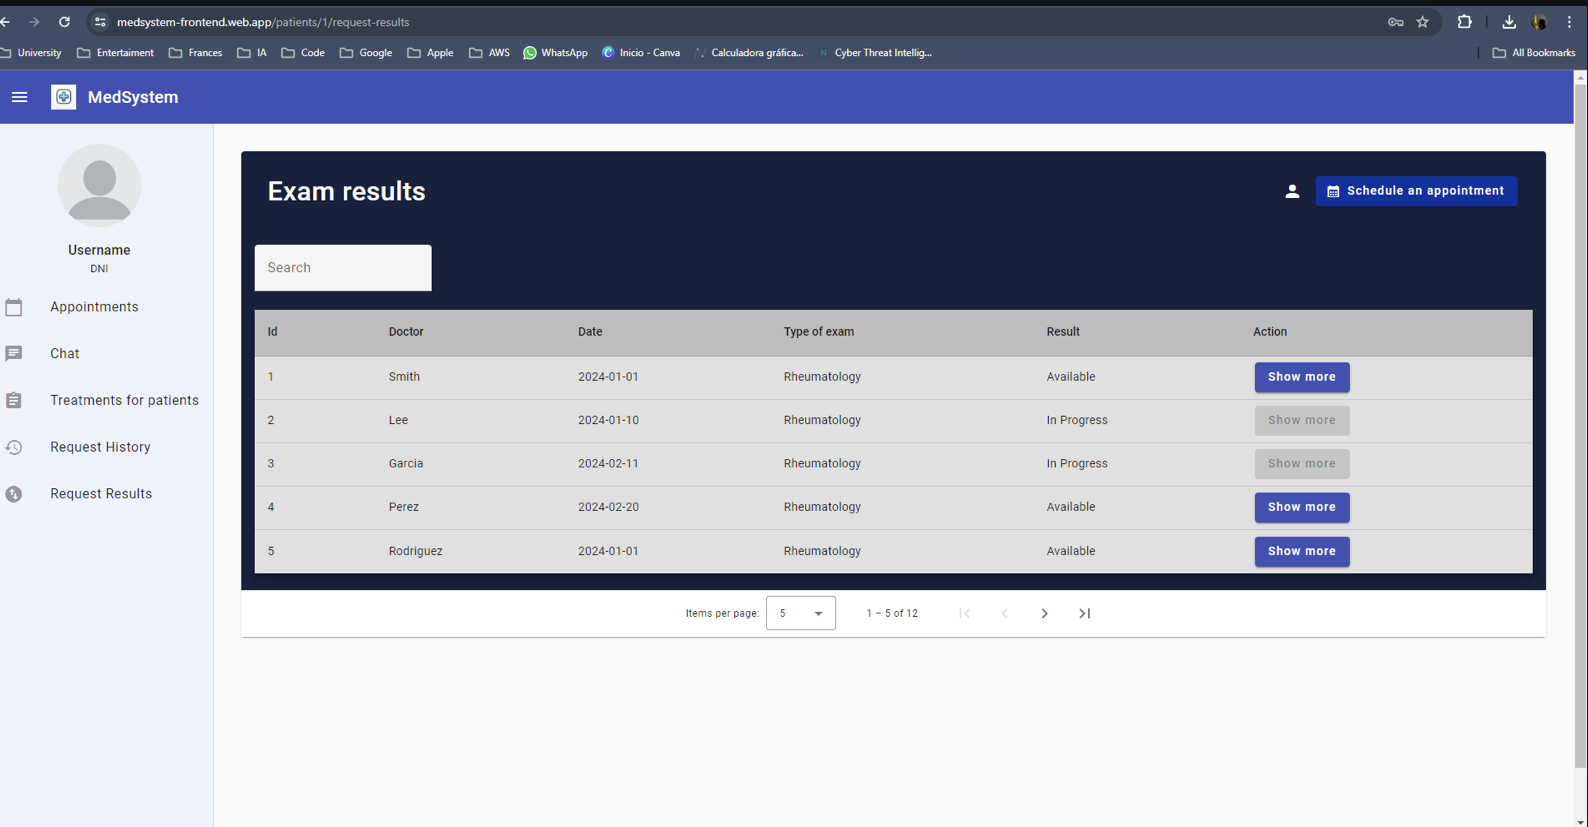 medsystem-frontend.web.app/patients/1/request-results
University Entertaiment Frances IA Code Google Apple AWS WhatsApp Inicio - Canva Calculadora gráfica... Cyber Threat Intellig... All Bookmarks
MedSystem
Exam results
Schedule an appointment
Username
DNI
Appointments
Chat
Treatments for patients
Request History
Request Results
Search
Id Doctor Date Type of exam Result Action
1 Smith 2024-01-01 Rheumatology Available Show more
2 Lee 2024-01-10 Rheumatology In Progress Show more
3 Garcia 2024-02-11 Rheumatology In Progress Show more
4 Perez 2024-02-20 Rheumatology Available Show more
5 Rodriguez 2024-01-01 Rheumatology Available Show more
Items per page: 5 1 – 5 of 12